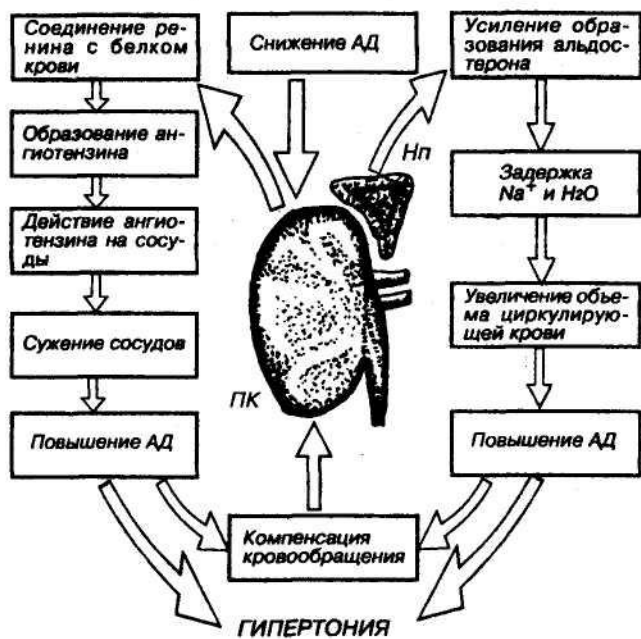 Соединение ре-
нина с белком
крови
Образование ан-
гиотензина
Действие ангио-
тензина на сосу-
ды
Сужение сосудов
Повышение АД
Снижение АД
Нп
ПК
Компенсация
кровообращения
Усиление обра-
зования альдос-
терона
Задержка
Na⁺ и H₂O
Увеличение объе-
ма циркулирую-
щей крови
Повышение АД
ГИПЕРТОНИЯ